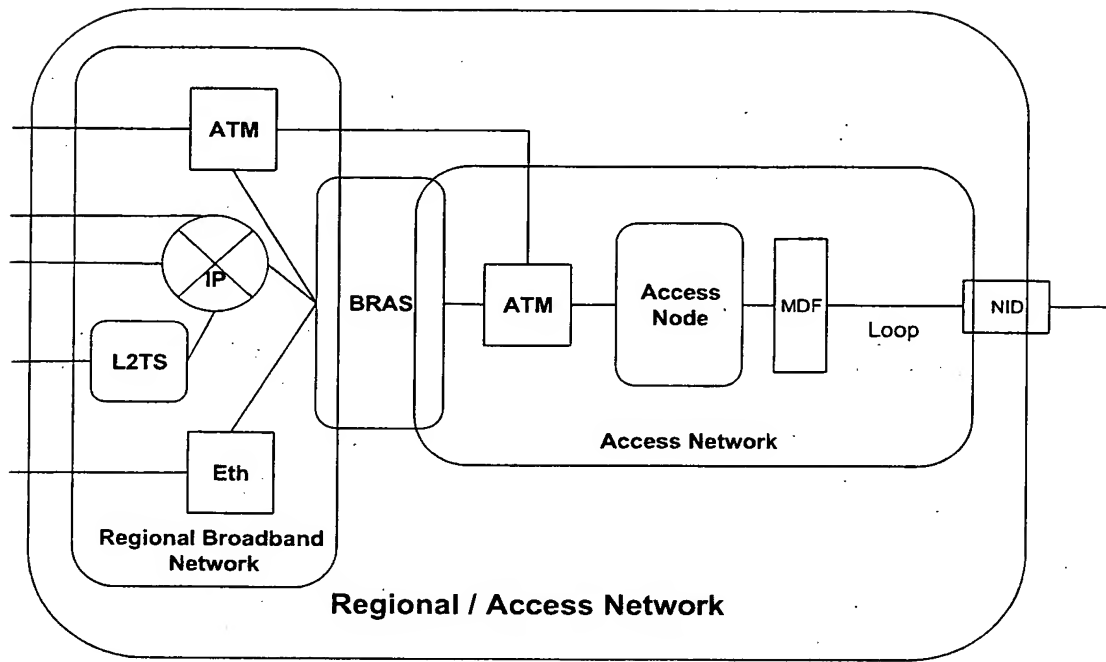 ATM
IP
L2TS
Eth
Regional Broadband
Network
BRAS
ATM
Access
Node
MDF
Loop
NID
Access Network
Regional / Access Network